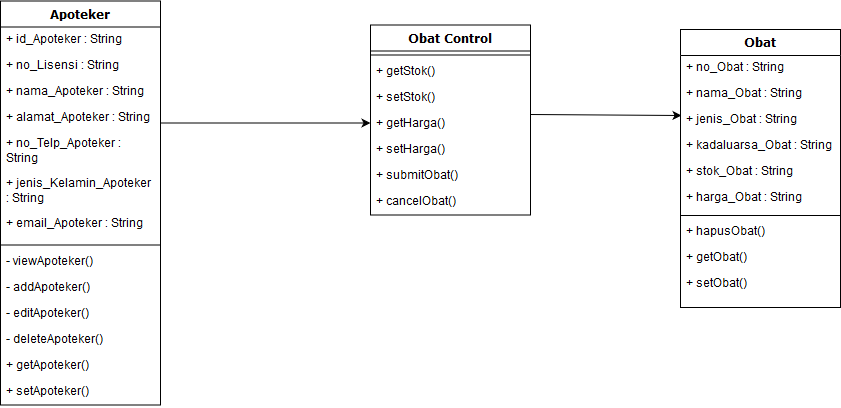 Apoteker
+ id_Apoteker : String
+ no_Lisensi : String
+ nama_Apoteker : String
+ alamat_Apoteker : String
+ no_Telp_Apoteker :
String
+ jenis_Kelamin_Apoteker
: String
+ email_Apoteker : String
- viewApoteker()
- addApoteker()
- editApoteker()
- deleteApoteker()
+ getApoteker()
+ setApoteker()
Obat Control
+ getStok()
+ setStok()
+ getHarga()
+ setHarga()
+ submitObat()
+ cancelObat()
Obat
+ no_Obat : String
+ nama_Obat : String
+ jenis_Obat : String
+ kadaluarsa_Obat : String
+ stok_Obat : String
+ harga_Obat : String
+ hapusObat()
+ getObat()
+ setObat()